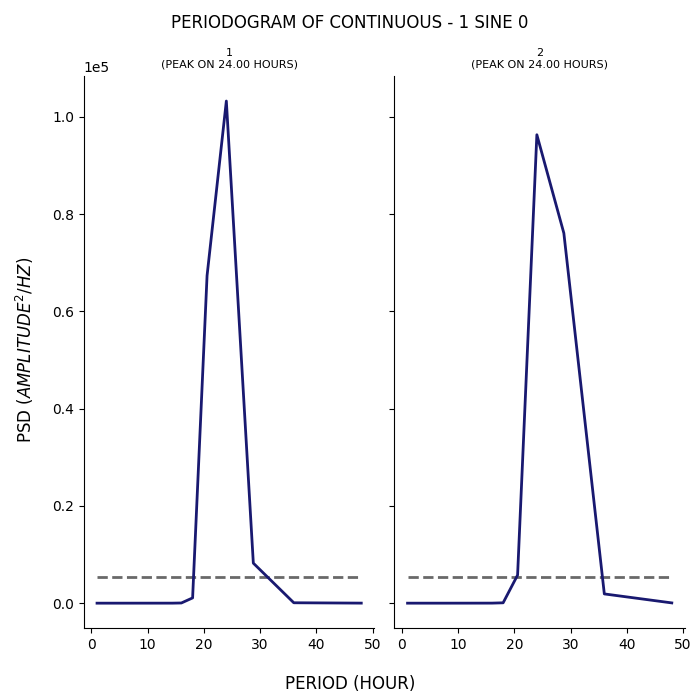 PERIODOGRAM OF CONTINUOUS - 1 SINE 0
1
(PEAK ON 24.00 HOURS)
2
(PEAK ON 24.00 HOURS)
1e5
1.0
0.8
0.6
0.4
0.2
0.0
PSD (AMPLITUDE²/HZ)
0 10 20 30 40 50
0 10 20 30 40 50
PERIOD (HOUR)